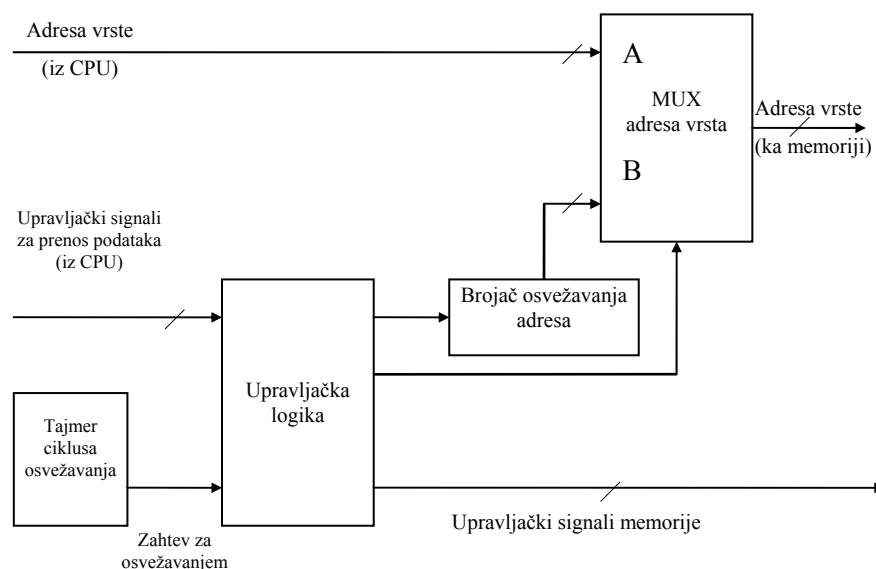 Adresa vrste
(iz CPU)
A
MUX
adresa vrsta
B
Adresa vrste
(ka memoriji)
Upravljački signali
za prenos podataka
(iz CPU)
Brojač osvežavanja
adresa
Upravljačka
logika
Tajmer
ciklusa
osvežavanja
Zahtev za
osvežavanjem
Upravljački signali memorije